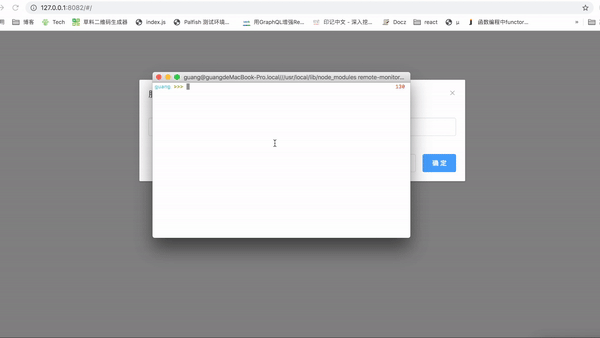 127.0.0.1:8082/#/
用 博客 Tech 草料二维码生成器 index.js Palfish 测试环境... 用GraphQL增强Re... 印记中文 - 深入挖... Docz react μ 函数编程中functor... »
guang@guangdeMacBook-Pro.local:/usr/local/lib/node_modules remote-monitor...
guang >>> 130
确 定